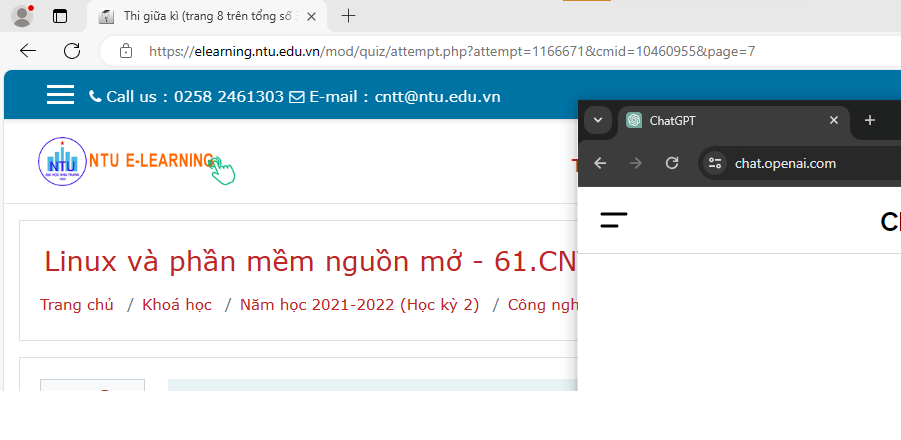 Thi giữa kì (trang 8 trên tổng số
https://elearning.ntu.edu.vn/mod/quiz/attempt.php?attempt=1166671&cmid=10460955&page=7
Call us : 0258 2461303 E-mail : cntt@ntu.edu.vn
NTU
NTU E-LEARNING
ChatGPT
chat.openai.com
Linux và phần mềm nguồn mở - 61.CNT
Trang chủ / Khoá học / Năm học 2021-2022 (Học kỳ 2) / Công ngh